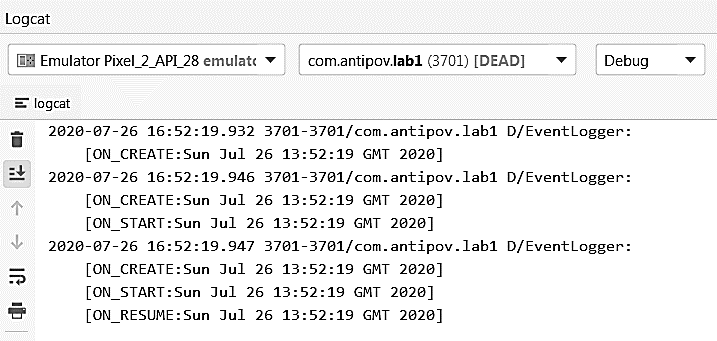 Logcat
Emulator Pixel_2_API_28 emulato com.antipov.lab1 (3701) [DEAD] Debug
logcat
2020-07-26 16:52:19.932 3701-3701/com.antipov.lab1 D/EventLogger:
[ON_CREATE:Sun Jul 26 13:52:19 GMT 2020]
2020-07-26 16:52:19.946 3701-3701/com.antipov.lab1 D/EventLogger:
[ON_CREATE:Sun Jul 26 13:52:19 GMT 2020]
[ON_START:Sun Jul 26 13:52:19 GMT 2020]
2020-07-26 16:52:19.947 3701-3701/com.antipov.lab1 D/EventLogger:
[ON_CREATE:Sun Jul 26 13:52:19 GMT 2020]
[ON_START:Sun Jul 26 13:52:19 GMT 2020]
[ON_RESUME:Sun Jul 26 13:52:19 GMT 2020]